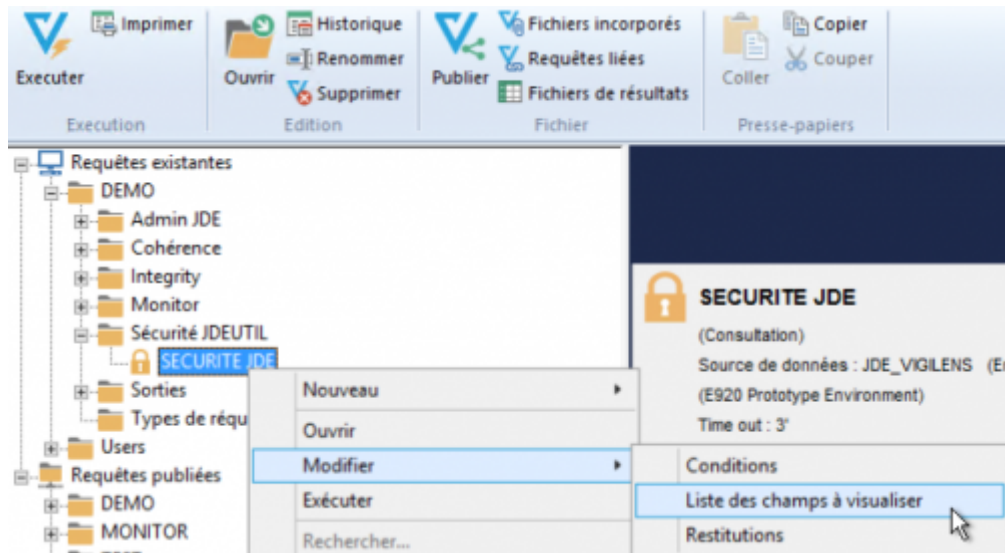 Imprimer
Executer
Execution
Ouvrir
Historique
Renommer
Supprimer
Edition
Publier
Fichiers incorporés
Requêtes liées
Fichiers de résultats
Fichier
Coller
Copier
Couper
Presse-papiers
Requêtes existantes
DEMO
Admin JDE
Cohérence
Integrity
Monitor
Sécurité JDEUTIL
SECURITE JDE
Sorties
Types de réqu
Users
Requêtes publiées
DEMO
MONITOR
Nouveau
Ouvrir
Modifier
Exécuter
Rechercher...
SECURITE JDE
(Consultation)
Source de données : JDE_VIGILENS (E
(E920 Prototype Environment)
Time out : 3'
Conditions
Liste des champs à visualiser
Restitutions